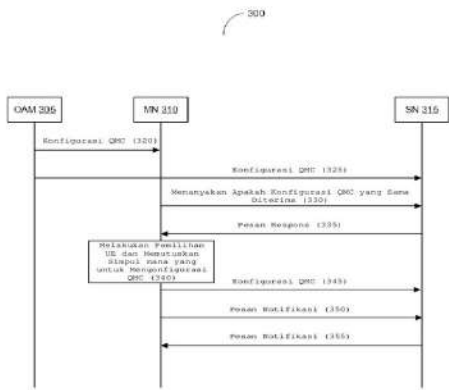 300
OAM 305
MN 310
SN 315
Konfigurasi QMC (320)
Konfigurasi QMC (325)
Menanyakan Apakah Konfigurasi QMC yang Sama
Diterima (330)
Pesan Respons (335)
Melakukan Pemilihan
UE dan Memutuskan
Simpul mana yang
untuk Mengonfigurasi
QMC (340)
Konfigurasi QMC (345)
Pesan Notifikasi (350)
Pesan Notifikasi (355)